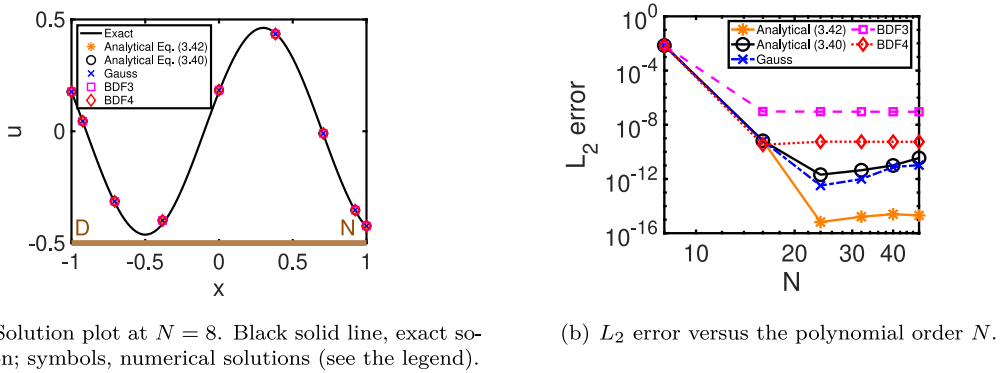 0.5
0
-0.5
u
Exact
Analytical Eq. (3.42)
Analytical Eq. (3.40)
Gauss
BDF3
BDF4
D
N
-1
-0.5
0
0.5
1
x
10^0
10^-4
10^-8
10^-12
10^-16
L_2 error
Analytical (3.42)
Analytical (3.40)
Gauss
BDF3
BDF4
10
20
30
40
N
Solution plot at N = 8. Black solid line, exact so-
on; symbols, numerical solutions (see the legend).
(b) L_2 error versus the polynomial order N.